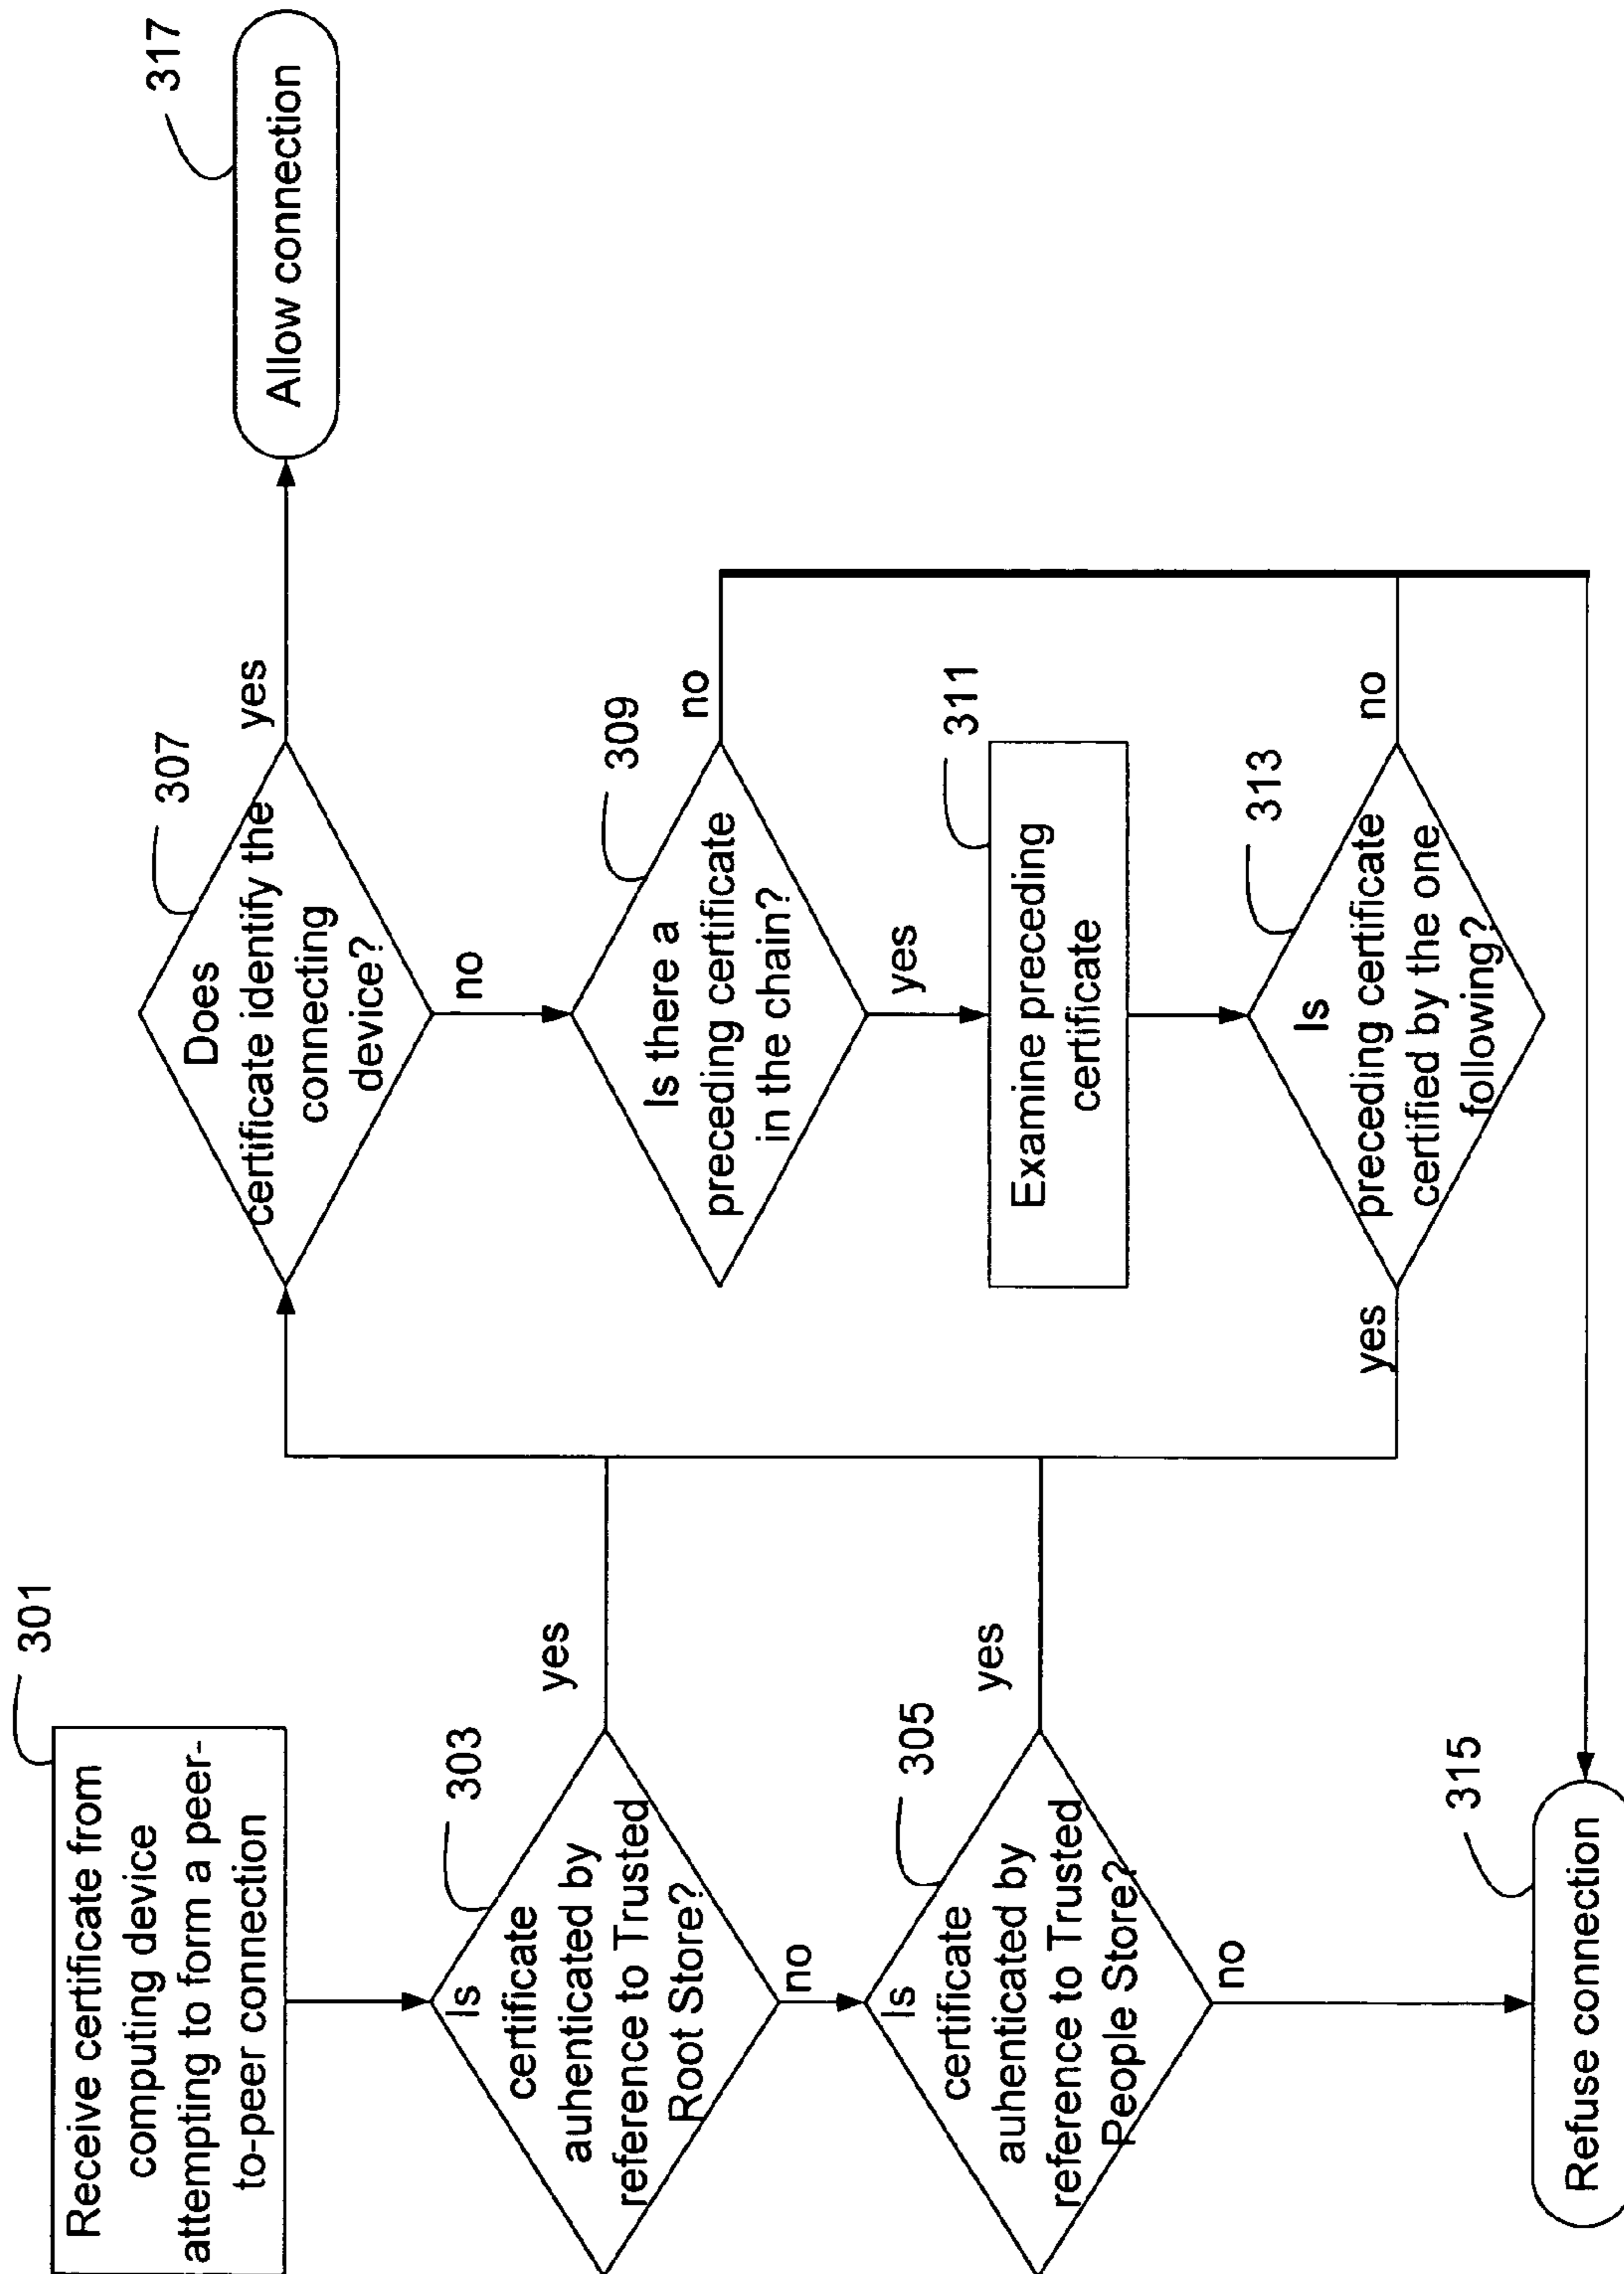 301
Receive certificate from
computing device
attempting to form a peer-
to-peer connection
303
Is
certificate
auhenticated by
reference to Trusted
Root Store?
yes
no
305
Is
certificate
auhenticated by
reference to Trusted
People Store?
yes
no
315
Refuse connection
307
Does
certificate identify the
connecting
device?
yes
no
317
Allow connection
309
Is there a
preceding certificate
in the chain?
no
yes
311
Examine preceding
certificate
313
Is
preceding certificate
certified by the one
following?
yes
no